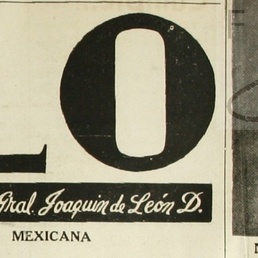 LO
Gral. Joaquin de León D.
MEXICANA